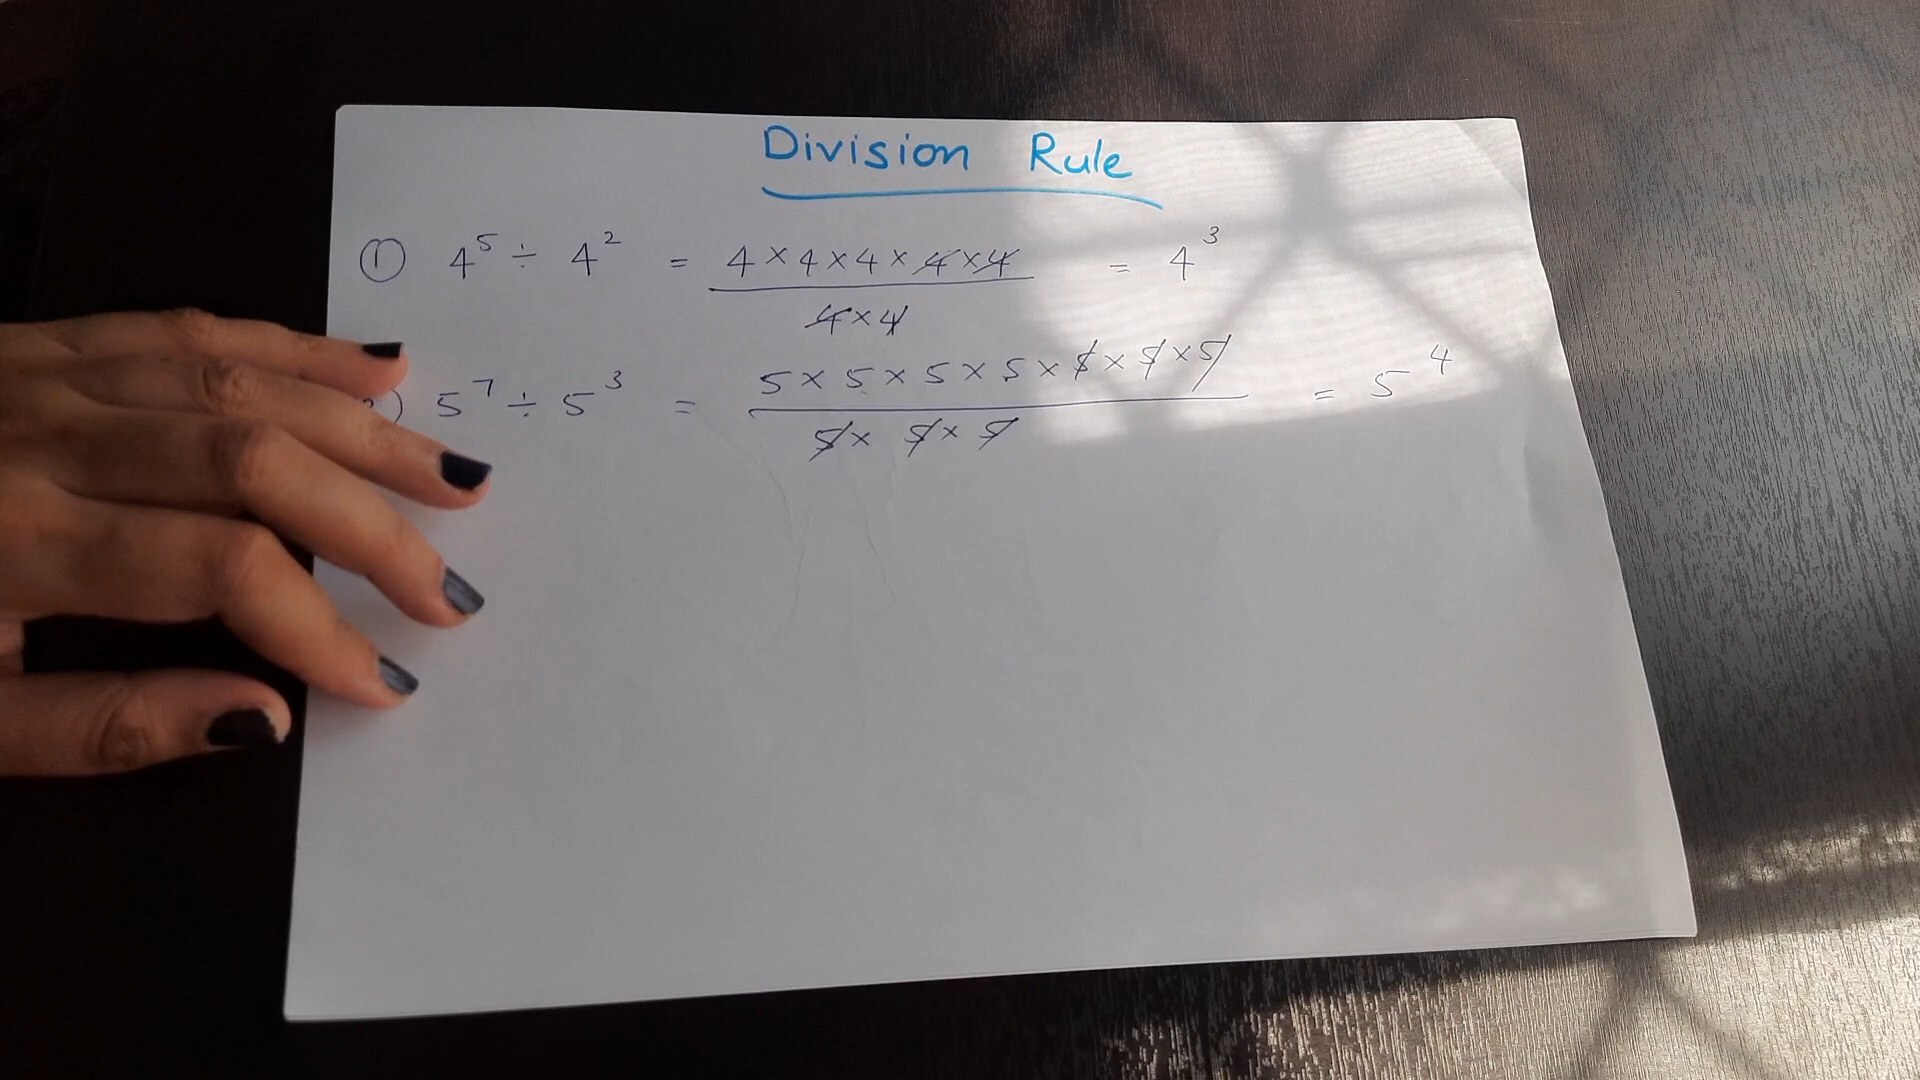 Division Rule
① 4⁵ ÷ 4² = 4 × 4 × 4 × 4 × 4 = 4³
4 × 4
) 5⁷ ÷ 5³ = 5 × 5 × 5 × 5 × 5 × 5 × 5 = 5⁴
5 × 5 × 5